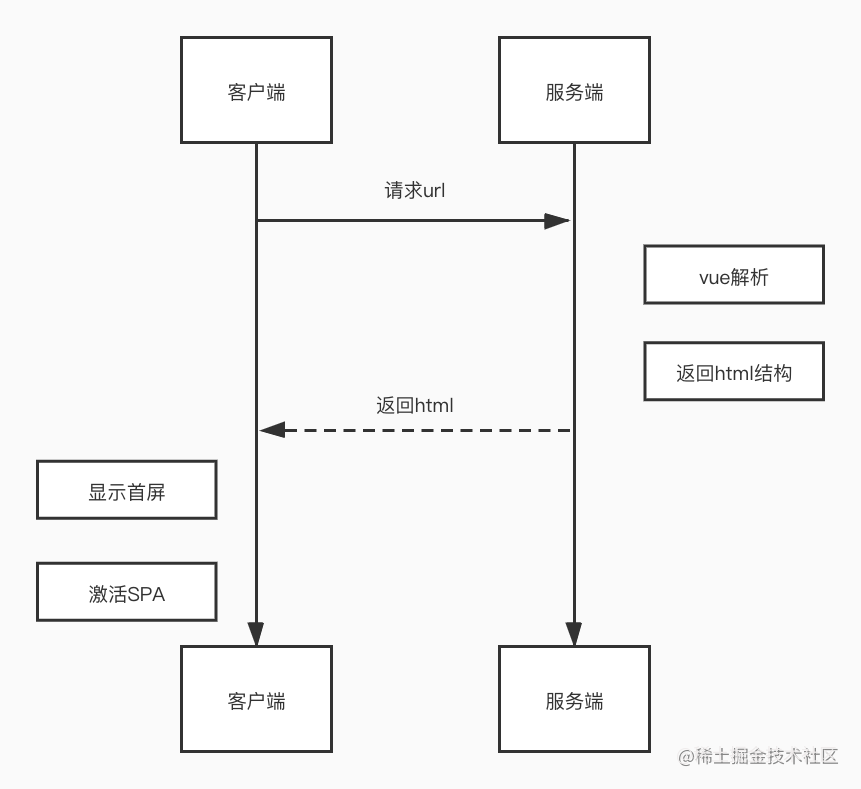 客户端
服务端
请求url
vue解析
返回html结构
返回html
显示首屏
激活SPA
客户端
服务端
@稀土掘金技术社区